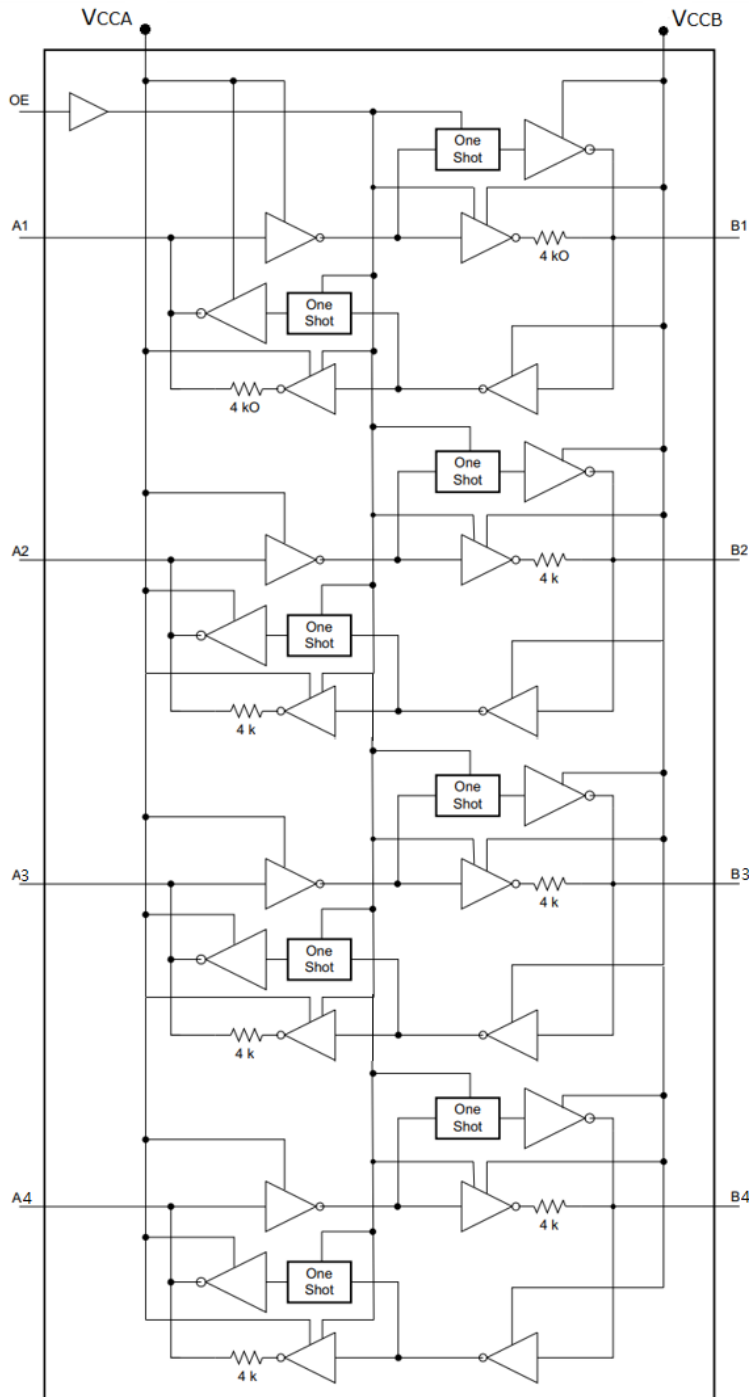 VCCA VCCB
OE
One
Shot
A1 B1
4 kO
One
Shot
4 kO
One
Shot
A2 B2
4 k
One
Shot
4 k
One
Shot
A3 B3
4 k
One
Shot
4 k
One
Shot
A4 B4
4 k
One
Shot
4 k